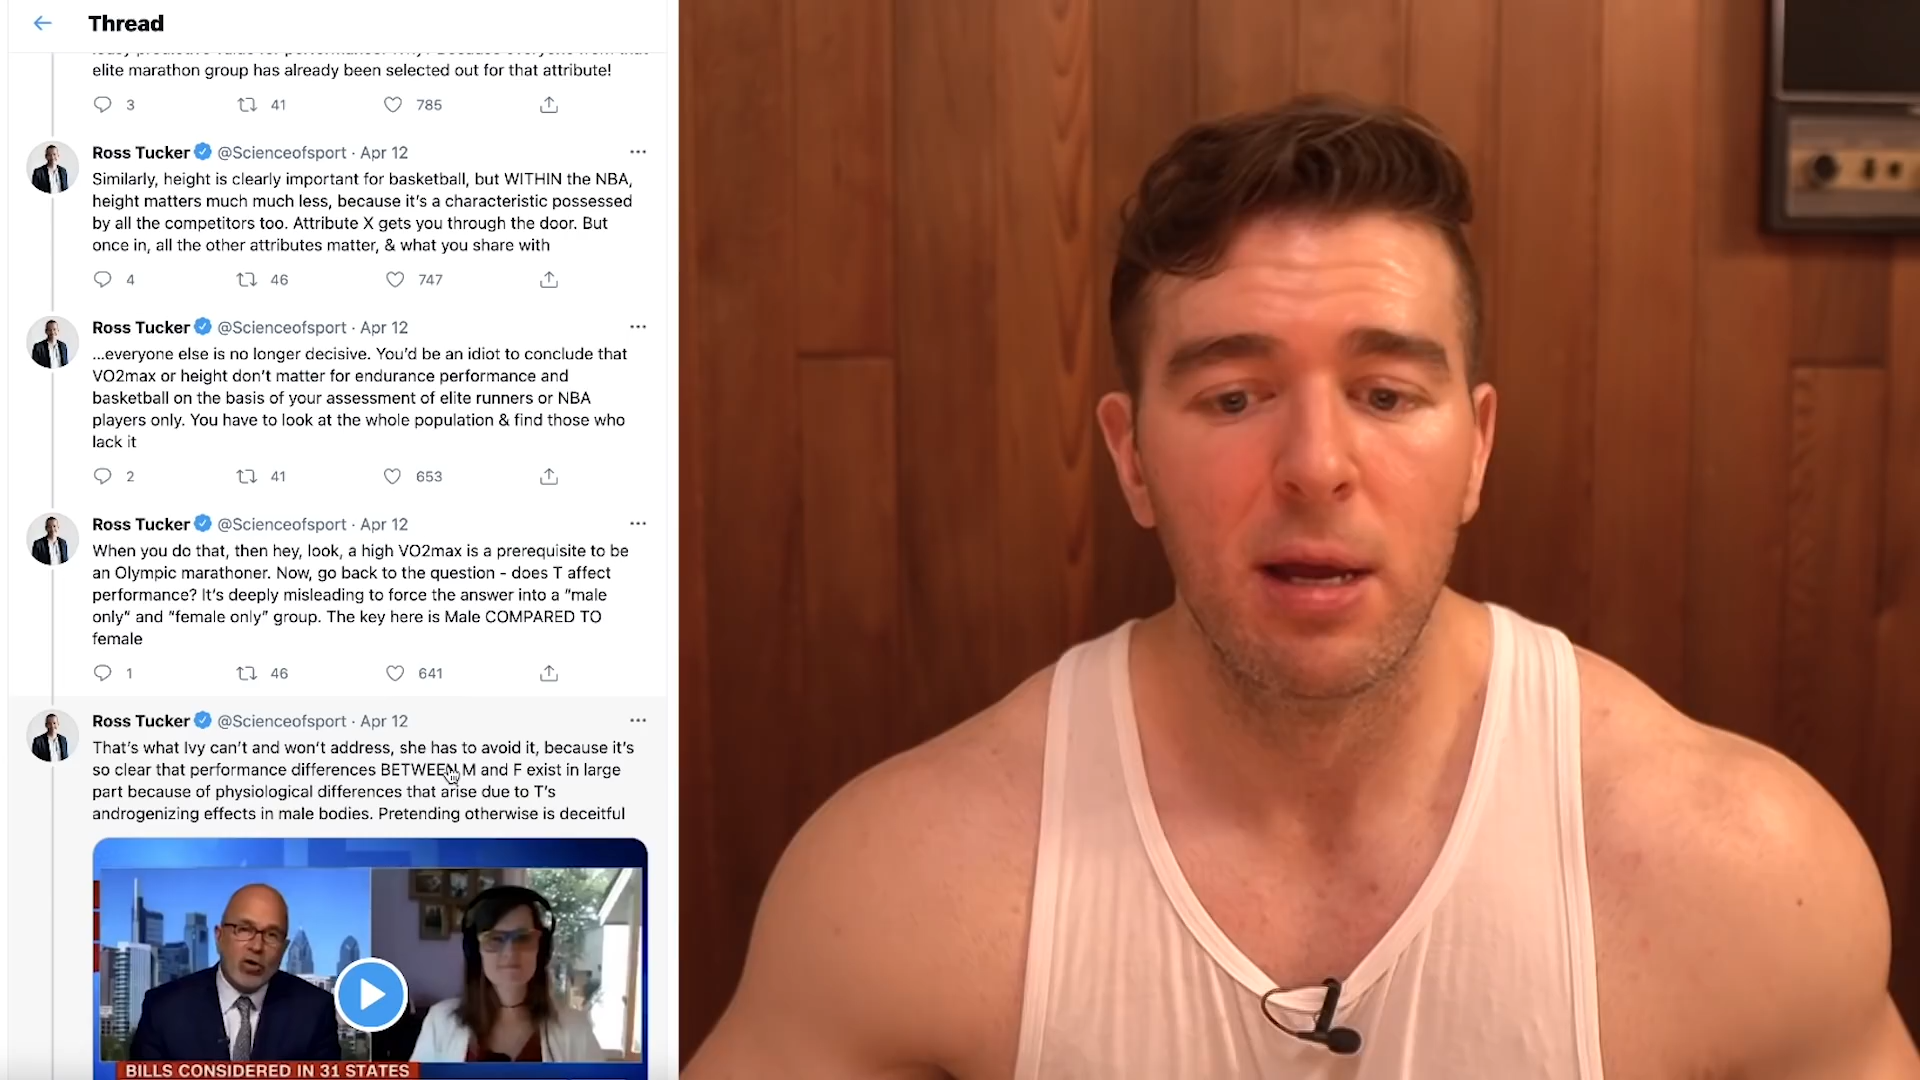 Thread
elite marathon group has already been selected out for that attribute!
3 41 785
Ross Tucker @Scienceofsport · Apr 12
Similarly, height is clearly important for basketball, but WITHIN the NBA,
height matters much much less, because it's a characteristic possessed
by all the competitors too. Attribute X gets you through the door. But
once in, all the other attributes matter, & what you share with
4 46 747
Ross Tucker @Scienceofsport · Apr 12
...everyone else is no longer decisive. You'd be an idiot to conclude that
VO2max or height don't matter for endurance performance and
basketball on the basis of your assessment of elite runners or NBA
players only. You have to look at the whole population & find those who
lack it
2 41 653
Ross Tucker @Scienceofsport · Apr 12
When you do that, then hey, look, a high VO2max is a prerequisite to be
an Olympic marathoner. Now, go back to the question - does T affect
performance? It's deeply misleading to force the answer into a "male
only" and "female only" group. The key here is Male COMPARED TO
female
1 46 641
Ross Tucker @Scienceofsport · Apr 12
That's what Ivy can't and won't address, she has to avoid it, because it's
so clear that performance differences BETWEEN M and F exist in large
part because of physiological differences that arise due to T's
androgenizing effects in male bodies. Pretending otherwise is deceitful
BILLS CONSIDERED IN 31 STATES